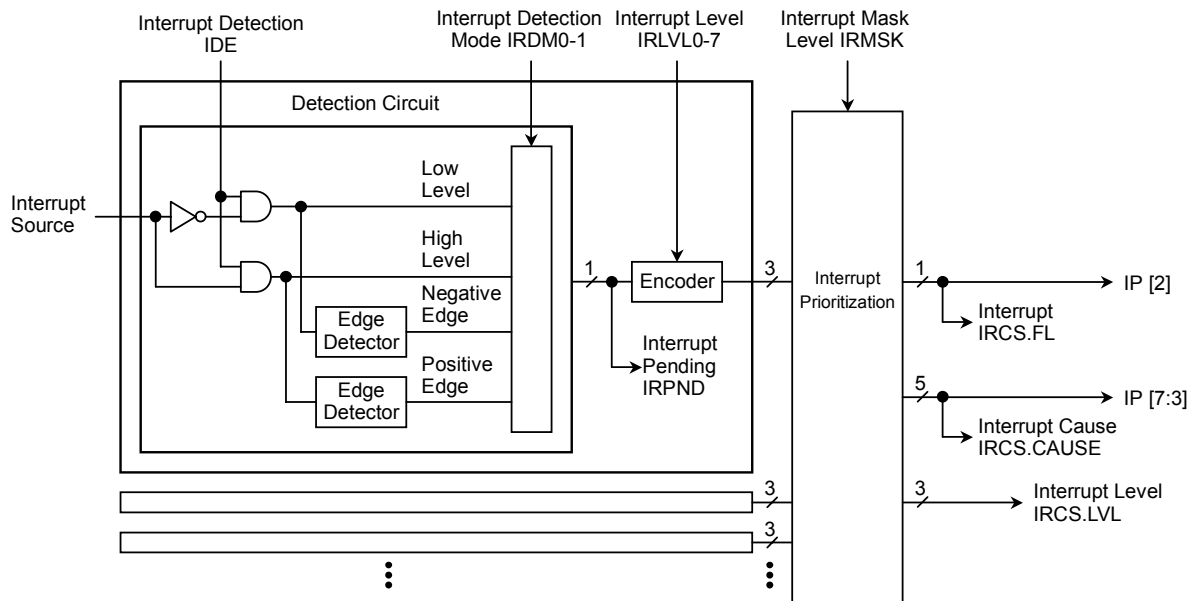 Interrupt Detection
IDE
Interrupt Detection
Mode IRDM0-1
Interrupt Level
IRLVL0-7
Interrupt Mask
Level IRMSK
Detection Circuit
Low
Level
Interrupt
Source
High
Level
1
Encoder
3
Interrupt
Prioritization
1
IP [2]
Negative
Edge
Edge
Detector
Interrupt
IRCS.FL
Interrupt
Pending
IRPND
Positive
Edge
Edge
Detector
5
IP [7:3]
Interrupt Cause
IRCS.CAUSE
3
3
Interrupt Level
IRCS.LVL
3